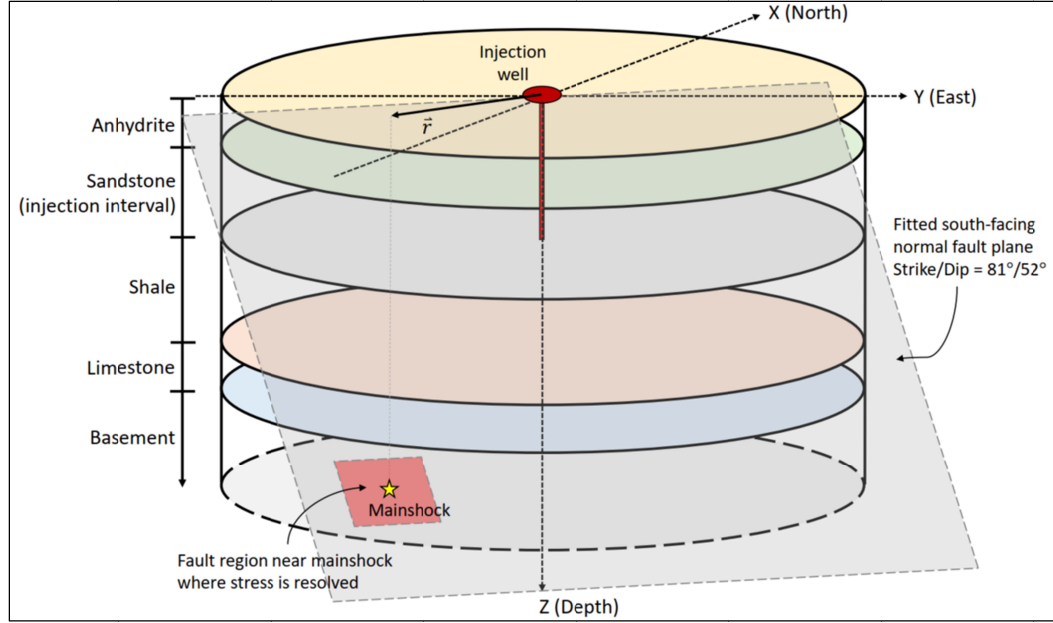 X (North)
Injection
well
Y (East)
Anhydrite
r
Sandstone
(injection interval)
Fitted south-facing
normal fault plane
Strike/Dip = 81°/52°
Shale
Limestone
Basement
Mainshock
Fault region near mainshock
where stress is resolved
Z (Depth)